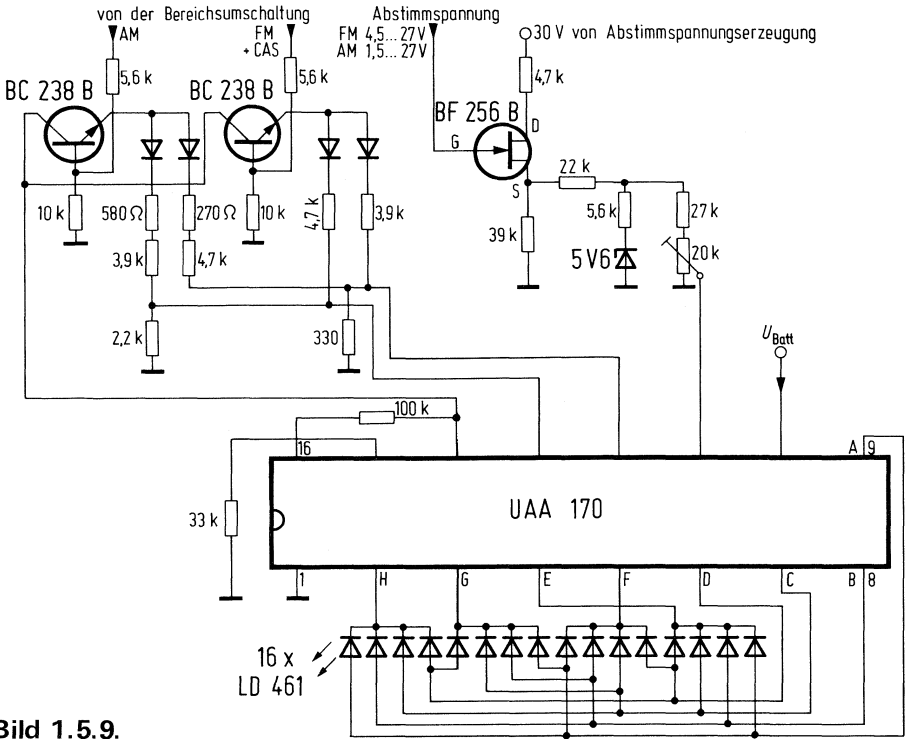 von der Bereichsumschaltung
Abstimmspannung
AM
FM
+ CAS
FM 4,5...27V
AM 1,5...27V
30 V von Abstimmspannungserzeugung
5,6 k
5,6 k
4,7 k
BC 238 B
BC 238 B
BF 256 B
D
G
S
22 k
10 k
580 Ω
270 Ω
10 k
4,7 k
3,9 k
39 k
5,6 k
27 k
3,9 k
4,7 k
5V6
20 k
2,2 k
330
UBatt
100 k
16
A 9
33 k
UAA 170
1
H
G
E
F
D
C
B 8
16 x
LD 461
Bild 1.5.9.